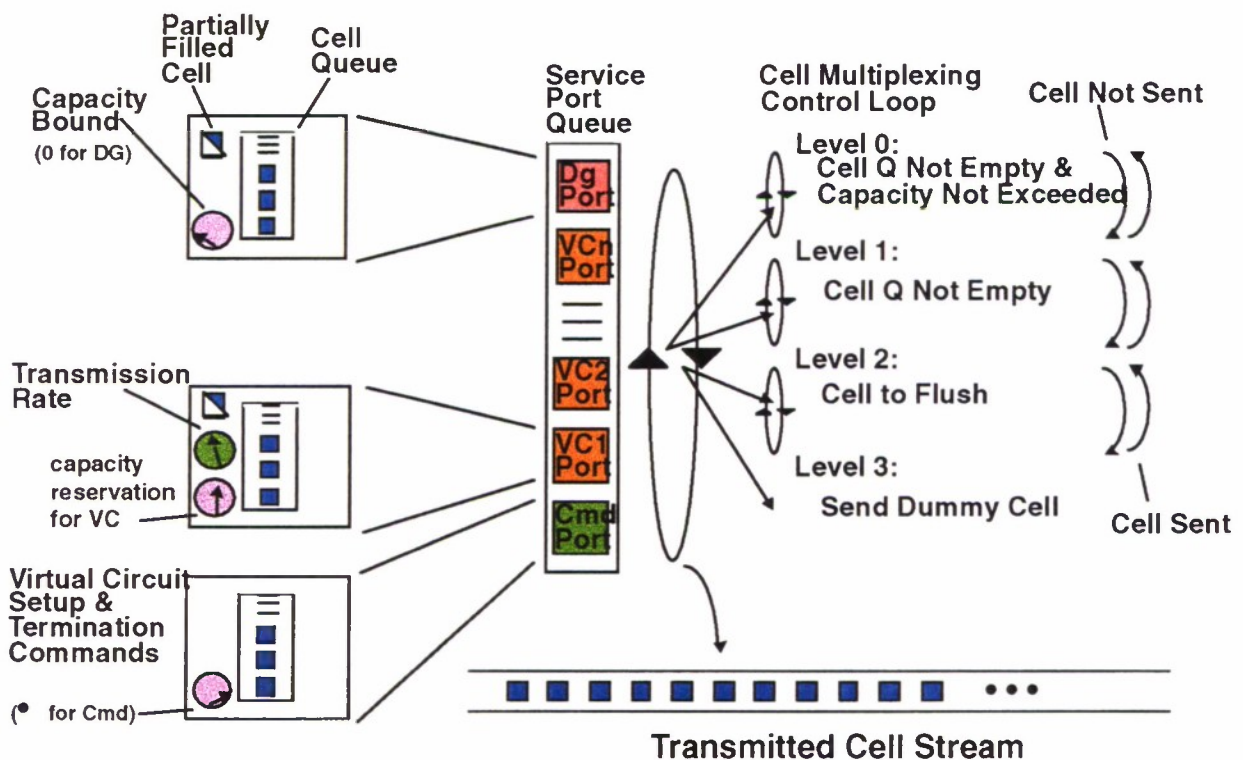 Partially
Filled
Cell
Cell
Queue
Capacity
Bound
(0 for DG)
Service
Port
Queue
Cell Multiplexing
Control Loop
Cell Not Sent
Level 0:
Cell Q Not Empty &
Capacity Not Exceeded
Dg
Port
VCn
Port
Level 1:
Cell Q Not Empty
Level 2:
Cell to Flush
VC2
Port
Transmission
Rate
VC1
Port
capacity
reservation
for VC
Level 3:
Send Dummy Cell
Cell Sent
Cmd
Port
Virtual Circuit
Setup &
Termination
Commands
(• for Cmd)
• • •
Transmitted Cell Stream